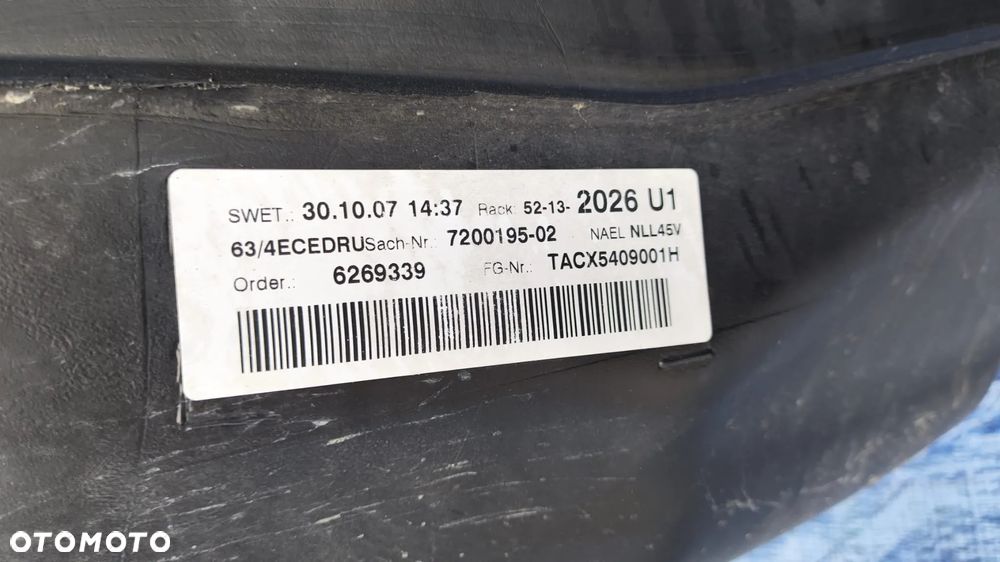 SWET.: 30.10.07 14:37 Rack: 52-13- 2026 U1
63/4ECEDRU Sach-Nr.: 7200195-02 NAEL NLL45V
Order.: 6269339 FG-Nr.: TACX5409001H
OTOMOTO